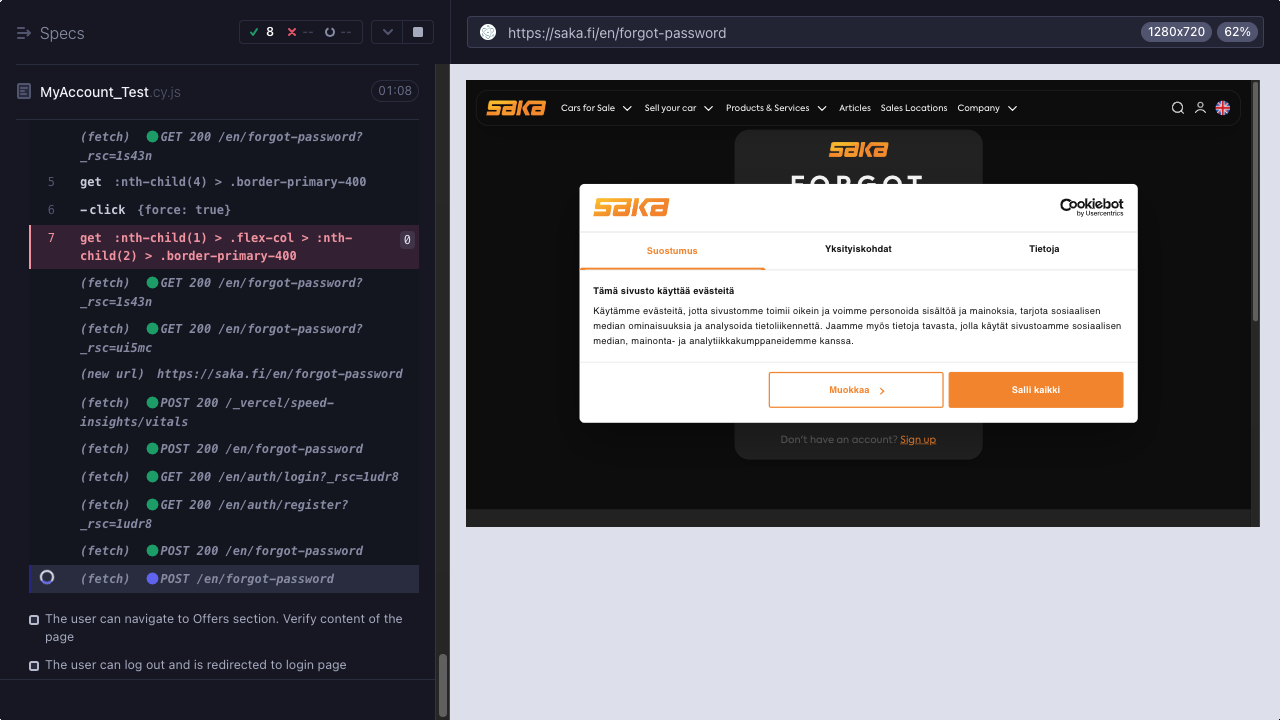 Specs
8
--
--
https://saka.fi/en/forgot-password
1280x720
62%
MyAccount_Test.cy.js
01:08
(fetch) GET 200 /en/forgot-password?
_rsc=1s43n
5 get :nth-child(4) > .border-primary-400
6 -click {force: true}
7 get :nth-child(1) > .flex-col > :nth-
child(2) > .border-primary-400
0
(fetch) GET 200 /en/forgot-password?
_rsc=1s43n
(fetch) GET 200 /en/forgot-password?
_rsc=ui5mc
(new url) https://saka.fi/en/forgot-password
(fetch) POST 200 /_vercel/speed-
insights/vitals
(fetch) POST 200 /en/forgot-password
(fetch) GET 200 /en/auth/login?_rsc=1udr8
(fetch) GET 200 /en/auth/register?
_rsc=1udr8
(fetch) POST 200 /en/forgot-password
(fetch) POST /en/forgot-password
The user can navigate to Offers section. Verify content of the
page
The user can log out and is redirected to login page
saka
Cars for Sale
Sell your car
Products & Services
Articles
Sales Locations
Company
saka
FORGOT
saka
Cookiebot
by Usercentrics
Suostumus
Yksityiskohdat
Tietoja
Tämä sivusto käyttää evästeitä
Käytämme evästeitä, jotta sivustomme toimii oikein ja voimme personoida sisältöä ja mainoksia, tarjota sosiaalisen
median ominaisuuksia ja analysoida tietoliikennettä. Jaamme myös tietoja tavasta, jolla käytät sivustoamme sosiaalisen
median, mainonta- ja analytiikkakumppaneidemme kanssa.
Muokkaa
Salli kaikki
Don't have an account? Sign up